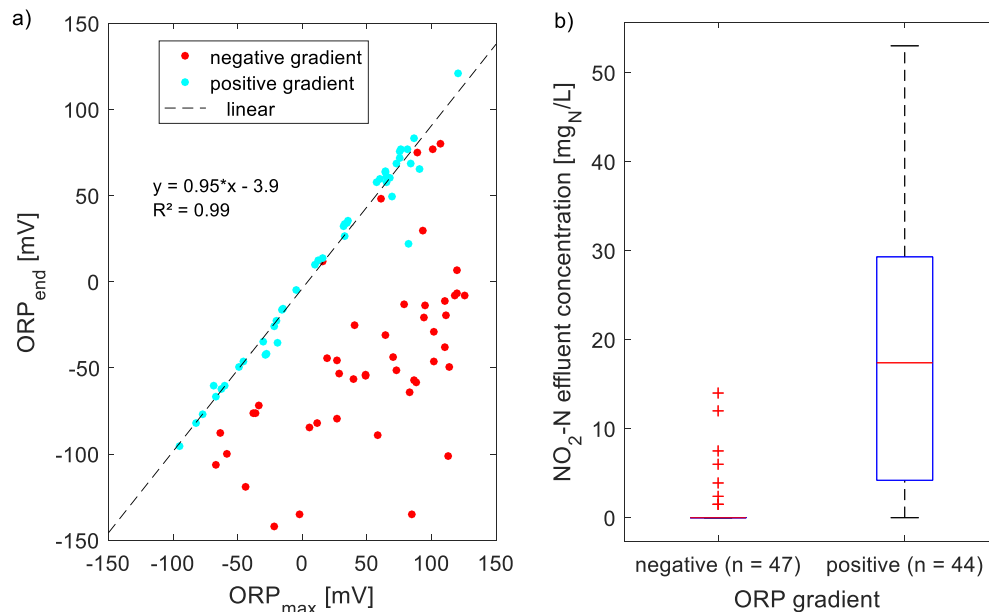 a)
150
100
50
0
-50
-100
-150
ORPend [mV]
negative gradient
positive gradient
linear
y = 0.95*x - 3.9
R² = 0.99
-150 -100 -50 0 50 100 150
ORPmax [mV]
b)
50
40
30
20
10
0
NO2-N effluent concentration [mgN/L]
negative (n = 47) positive (n = 44)
ORP gradient